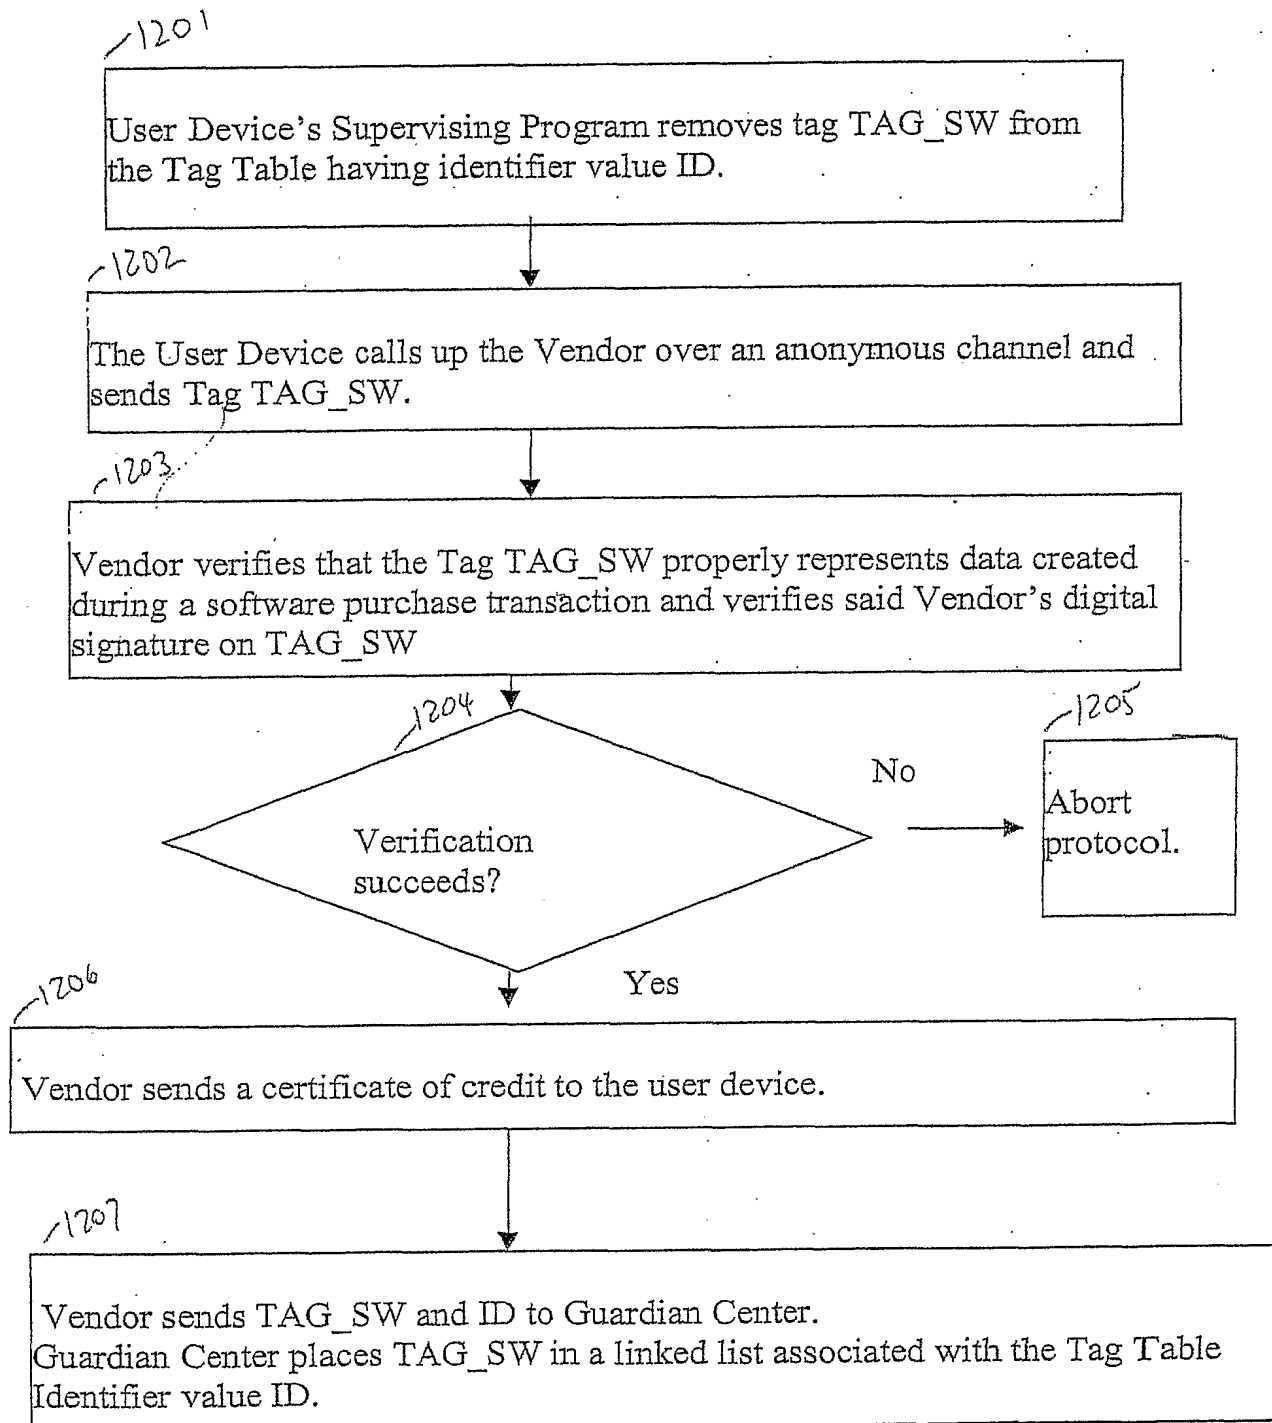 1201
User Device's Supervising Program removes tag TAG_SW from
the Tag Table having identifier value ID.
1202
The User Device calls up the Vendor over an anonymous channel and
sends Tag TAG_SW.
1203
Vendor verifies that the Tag TAG_SW properly represents data created
during a software purchase transaction and verifies said Vendor's digital
signature on TAG_SW
1204
Verification
succeeds?
No
1205
Abort
protocol.
Yes
1206
Vendor sends a certificate of credit to the user device.
1207
Vendor sends TAG_SW and ID to Guardian Center.
Guardian Center places TAG_SW in a linked list associated with the Tag Table
Identifier value ID.